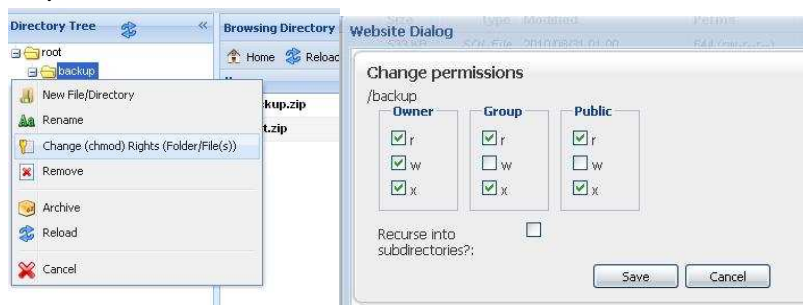 Directory Tree
«
root
backup
New File/Directory
Rename
Change (chmod) Rights (Folder/File(s))
Remove
Archive
Reload
Cancel
Browsing Directory
Home Reload
kup.zip
t.zip
Website Dialog
Change permissions
/backup
Owner Group Public
r r r
w w w
x x x
Recurse into
subdirectories?:
Save Cancel